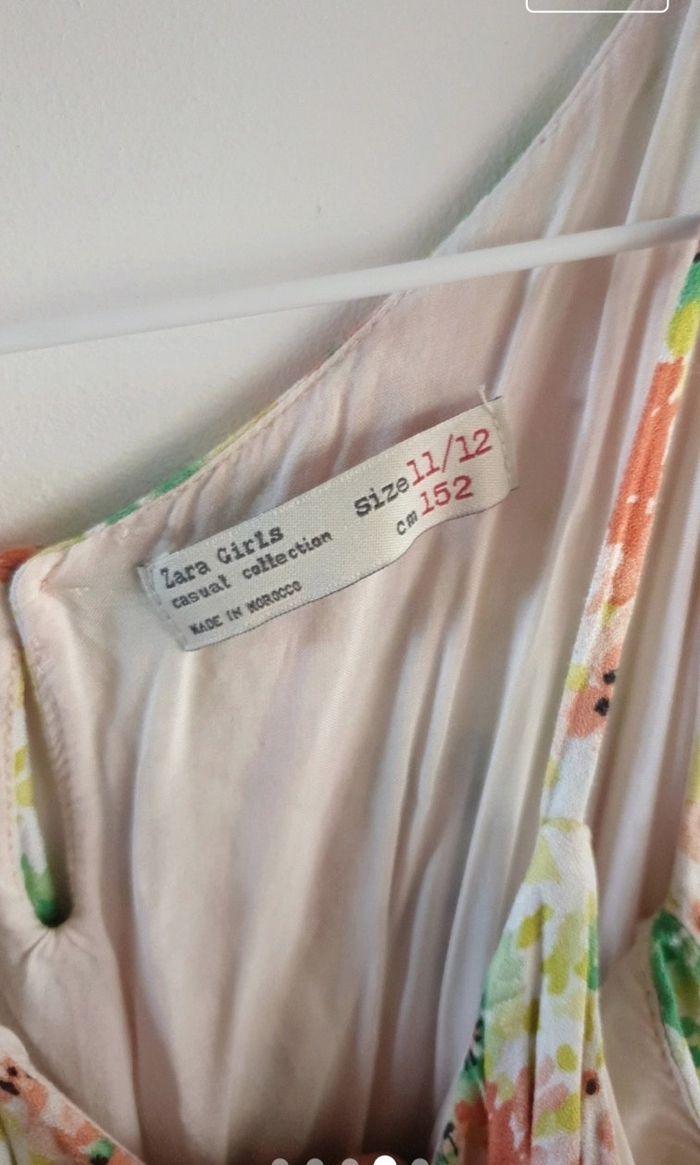 Zara Girls
casual collection
MADE IN MOROCCO
Size 11/12
cm 152